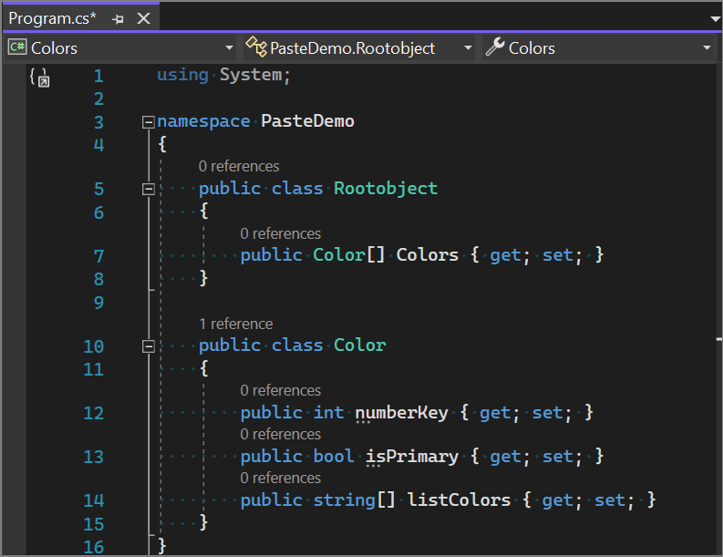 Program.cs*
Colors PasteDemo.Rootobject Colors
1 using System;
2
3 namespace PasteDemo
4 {
0 references
5 public class Rootobject
6 {
0 references
7 public Color[] Colors { get; set; }
8 }
9
1 reference
10 public class Color
11 {
0 references
12 public int numberKey { get; set; }
0 references
13 public bool isPrimary { get; set; }
0 references
14 public string[] listColors { get; set; }
15 }
16 }